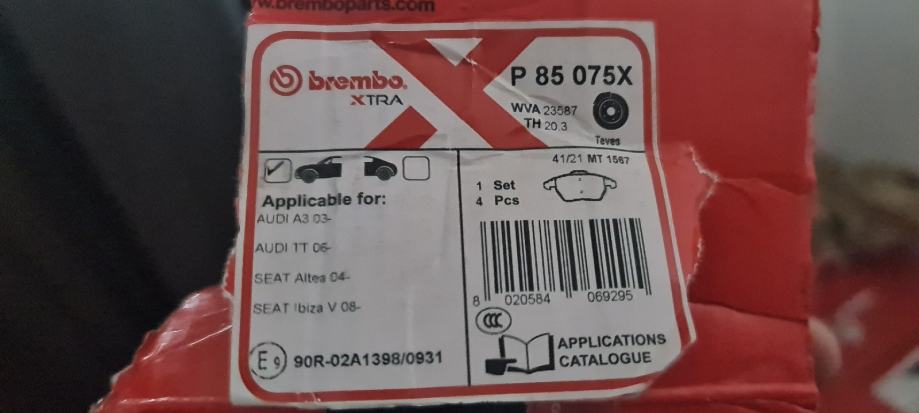 w.bremboparts.com
brembo.
XTRA
P 85 075X
WVA 23587
TH 20.3
Teves
41/21 MT 1567
1 Set
4 Pcs
Applicable for:
AUDI A3 03-
AUDI TT 06-
SEAT Altea 04-
SEAT Ibiza V 08-
8 020584 069295
CCC
APPLICATIONS
CATALOGUE
E9 90R-02A1398/0931